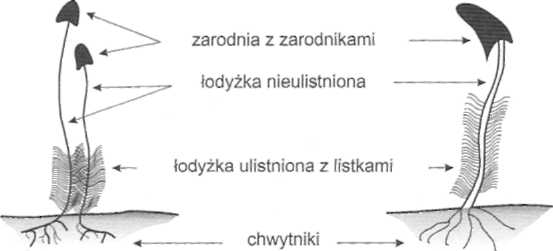 zarodnia z zarodnikami
łodyżka nieulistniona
łodyżka ulistniona z listkami
chwytniki